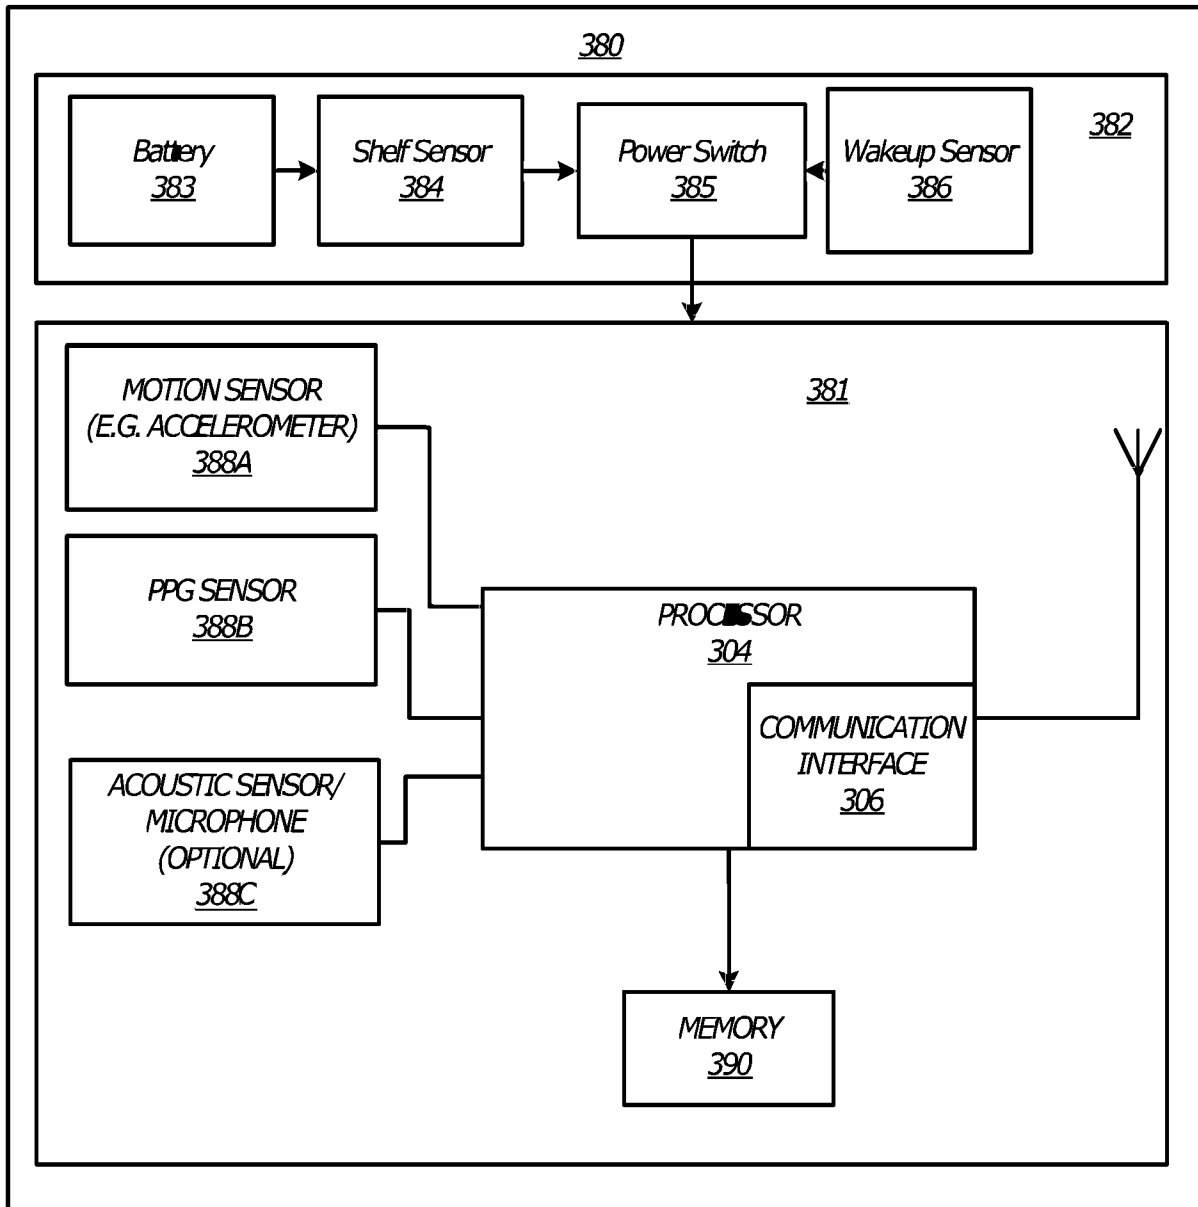 380
382
Battery
383
Shelf Sensor
384
Power Switch
385
Wakeup Sensor
386
381
MOTION SENSOR
(E.G. ACCELEROMETER)
388A
PPG SENSOR
388B
ACOUSTIC SENSOR/
MICROPHONE
(OPTIONAL)
388C
PROCESSOR
304
COMMUNICATION
INTERFACE
306
MEMORY
390